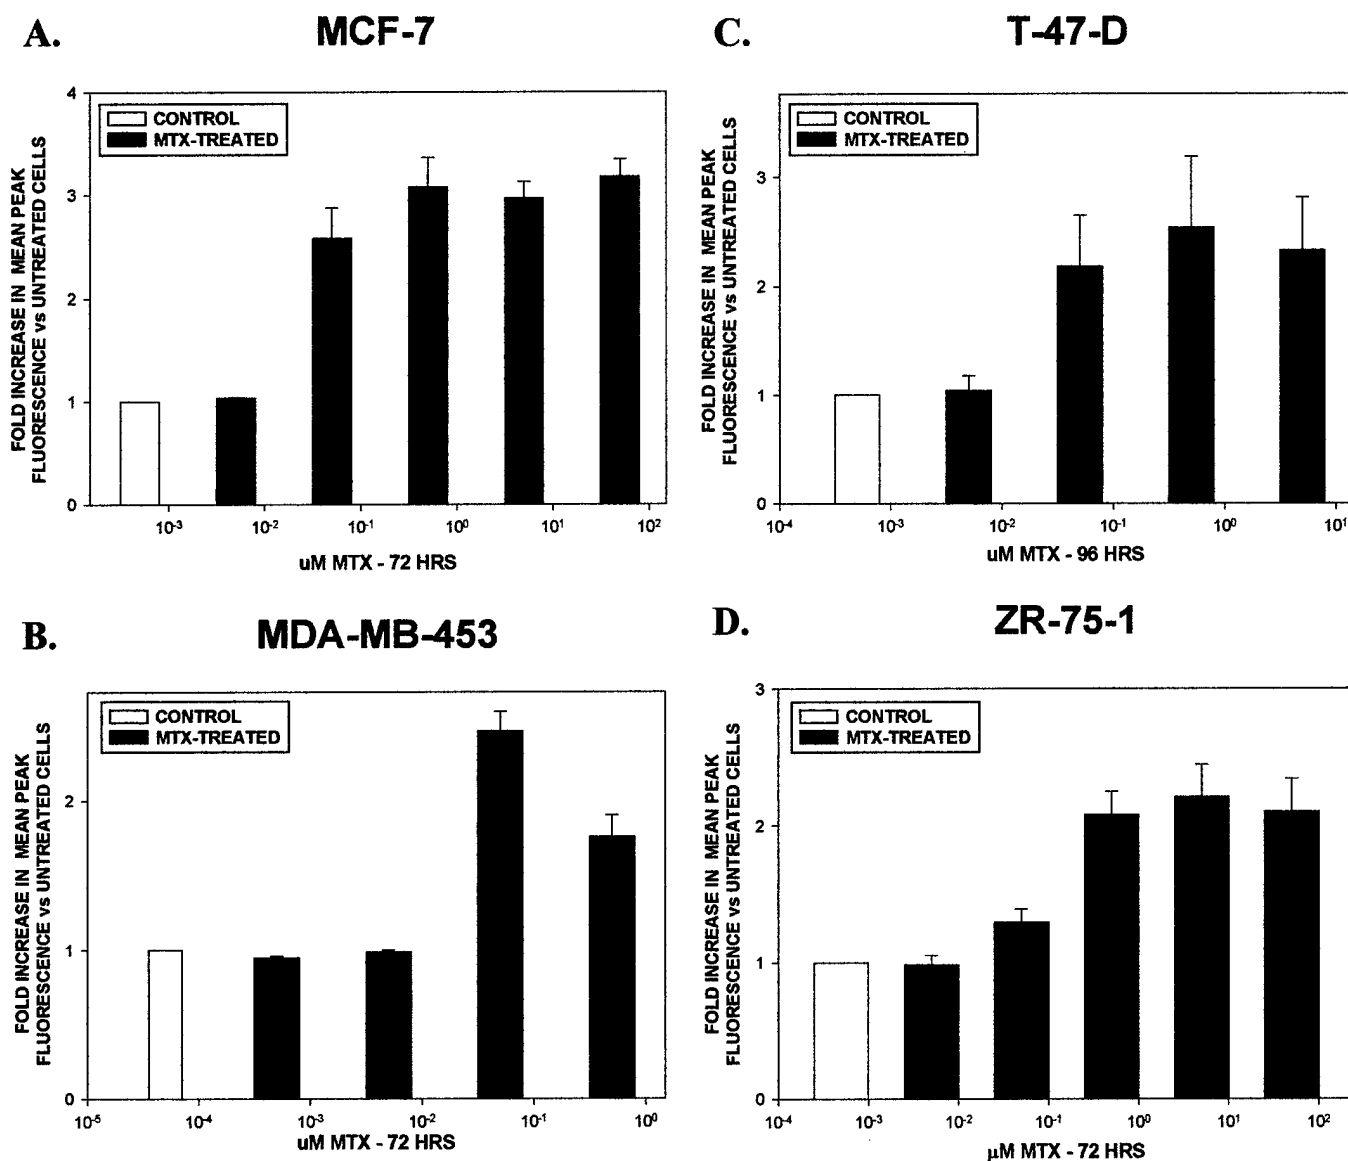 A.
MCF-7
FOLD INCREASE IN MEAN PEAK
FLUORESCENCE vs UNTREATED CELLS
4
3
2
1
0
CONTROL
MTX-TREATED
10⁻³ 10⁻² 10⁻¹ 10⁰ 10¹ 10²
uM MTX - 72 HRS
C.
T-47-D
FOLD INCREASE IN MEAN PEAK
FLUORESCENCE vs UNTREATED CELLS
3
2
1
0
CONTROL
MTX-TREATED
10⁻⁴ 10⁻³ 10⁻² 10⁻¹ 10⁰ 10¹
uM MTX - 96 HRS
B.
MDA-MB-453
FOLD INCREASE IN MEAN PEAK
FLUORESCENCE vs UNTREATED CELLS
2
1
0
CONTROL
MTX-TREATED
10⁻⁵ 10⁻⁴ 10⁻³ 10⁻² 10⁻¹ 10⁰
uM MTX - 72 HRS
D.
ZR-75-1
FOLD INCREASE IN MEAN PEAK
FLUORESCENCE vs UNTREATED CELLS
3
2
1
0
CONTROL
MTX-TREATED
10⁻⁴ 10⁻³ 10⁻² 10⁻¹ 10⁰ 10¹ 10²
µM MTX - 72 HRS